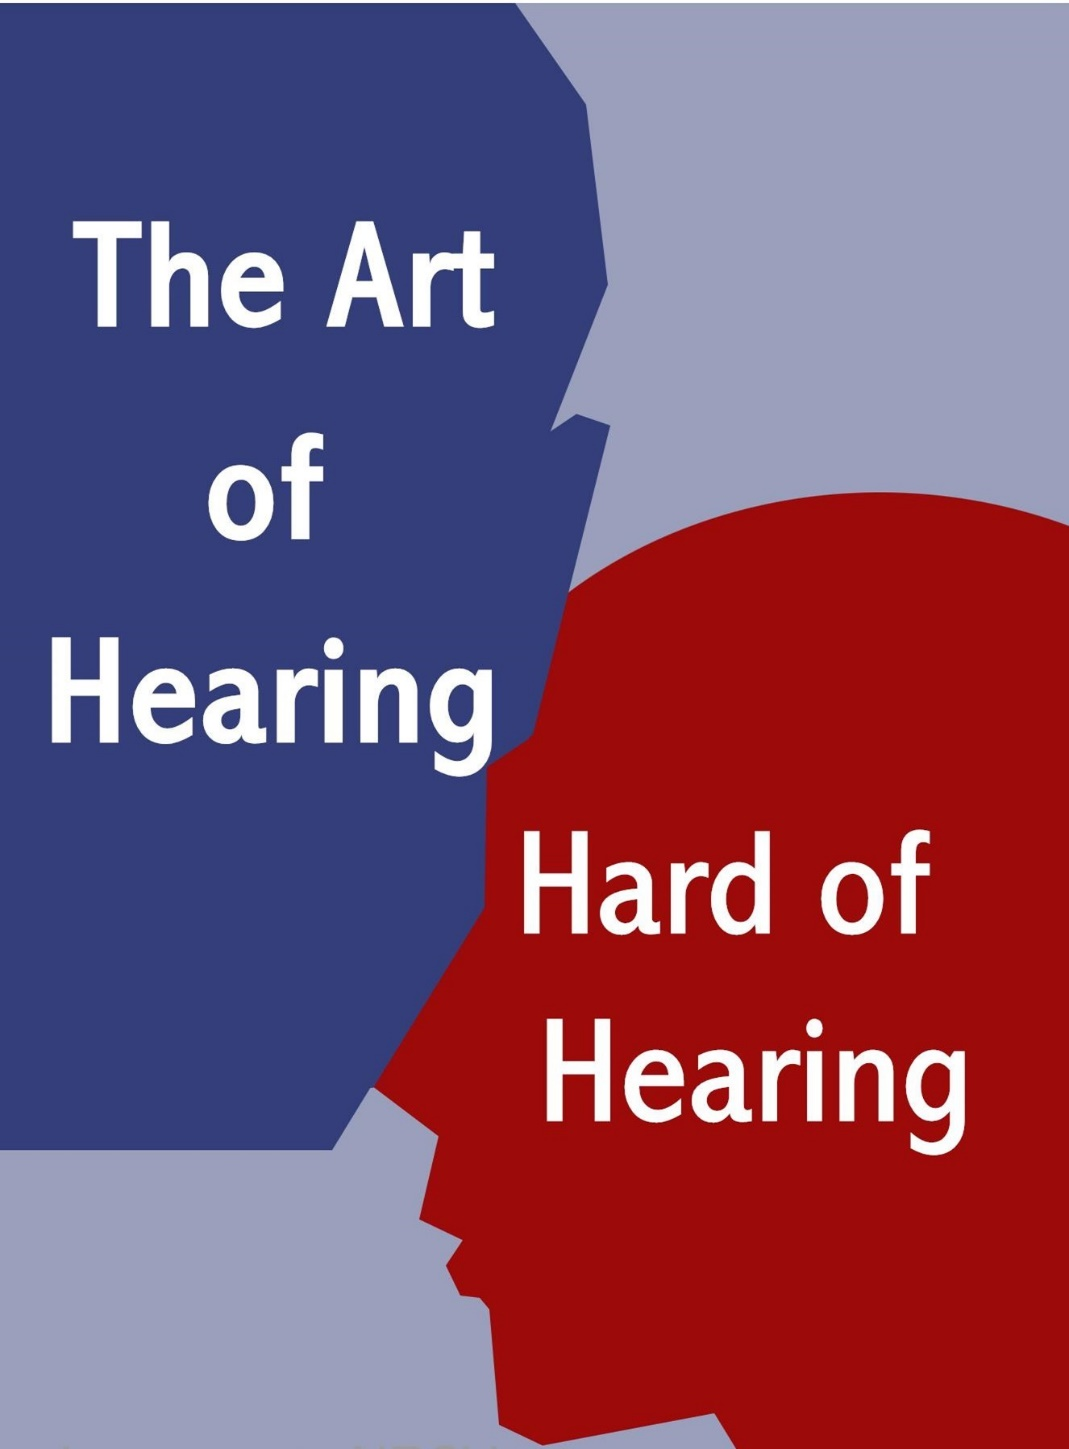 The Art
of
Hearing
Hard of
Hearing